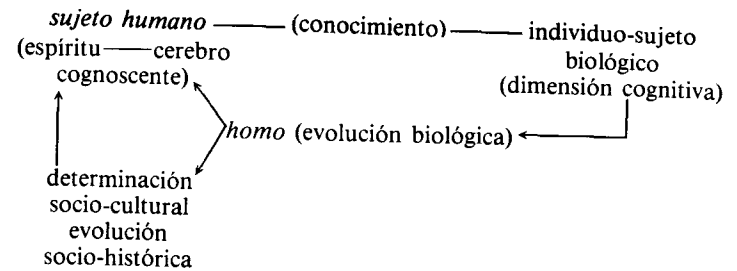 sujeto humano —— (conocimiento) —— individuo-sujeto
(espíritu——cerebro
cognoscente)
biológico
(dimensión cognitiva)
homo (evolución biológica)
determinación
socio-cultural
evolución
socio-histórica